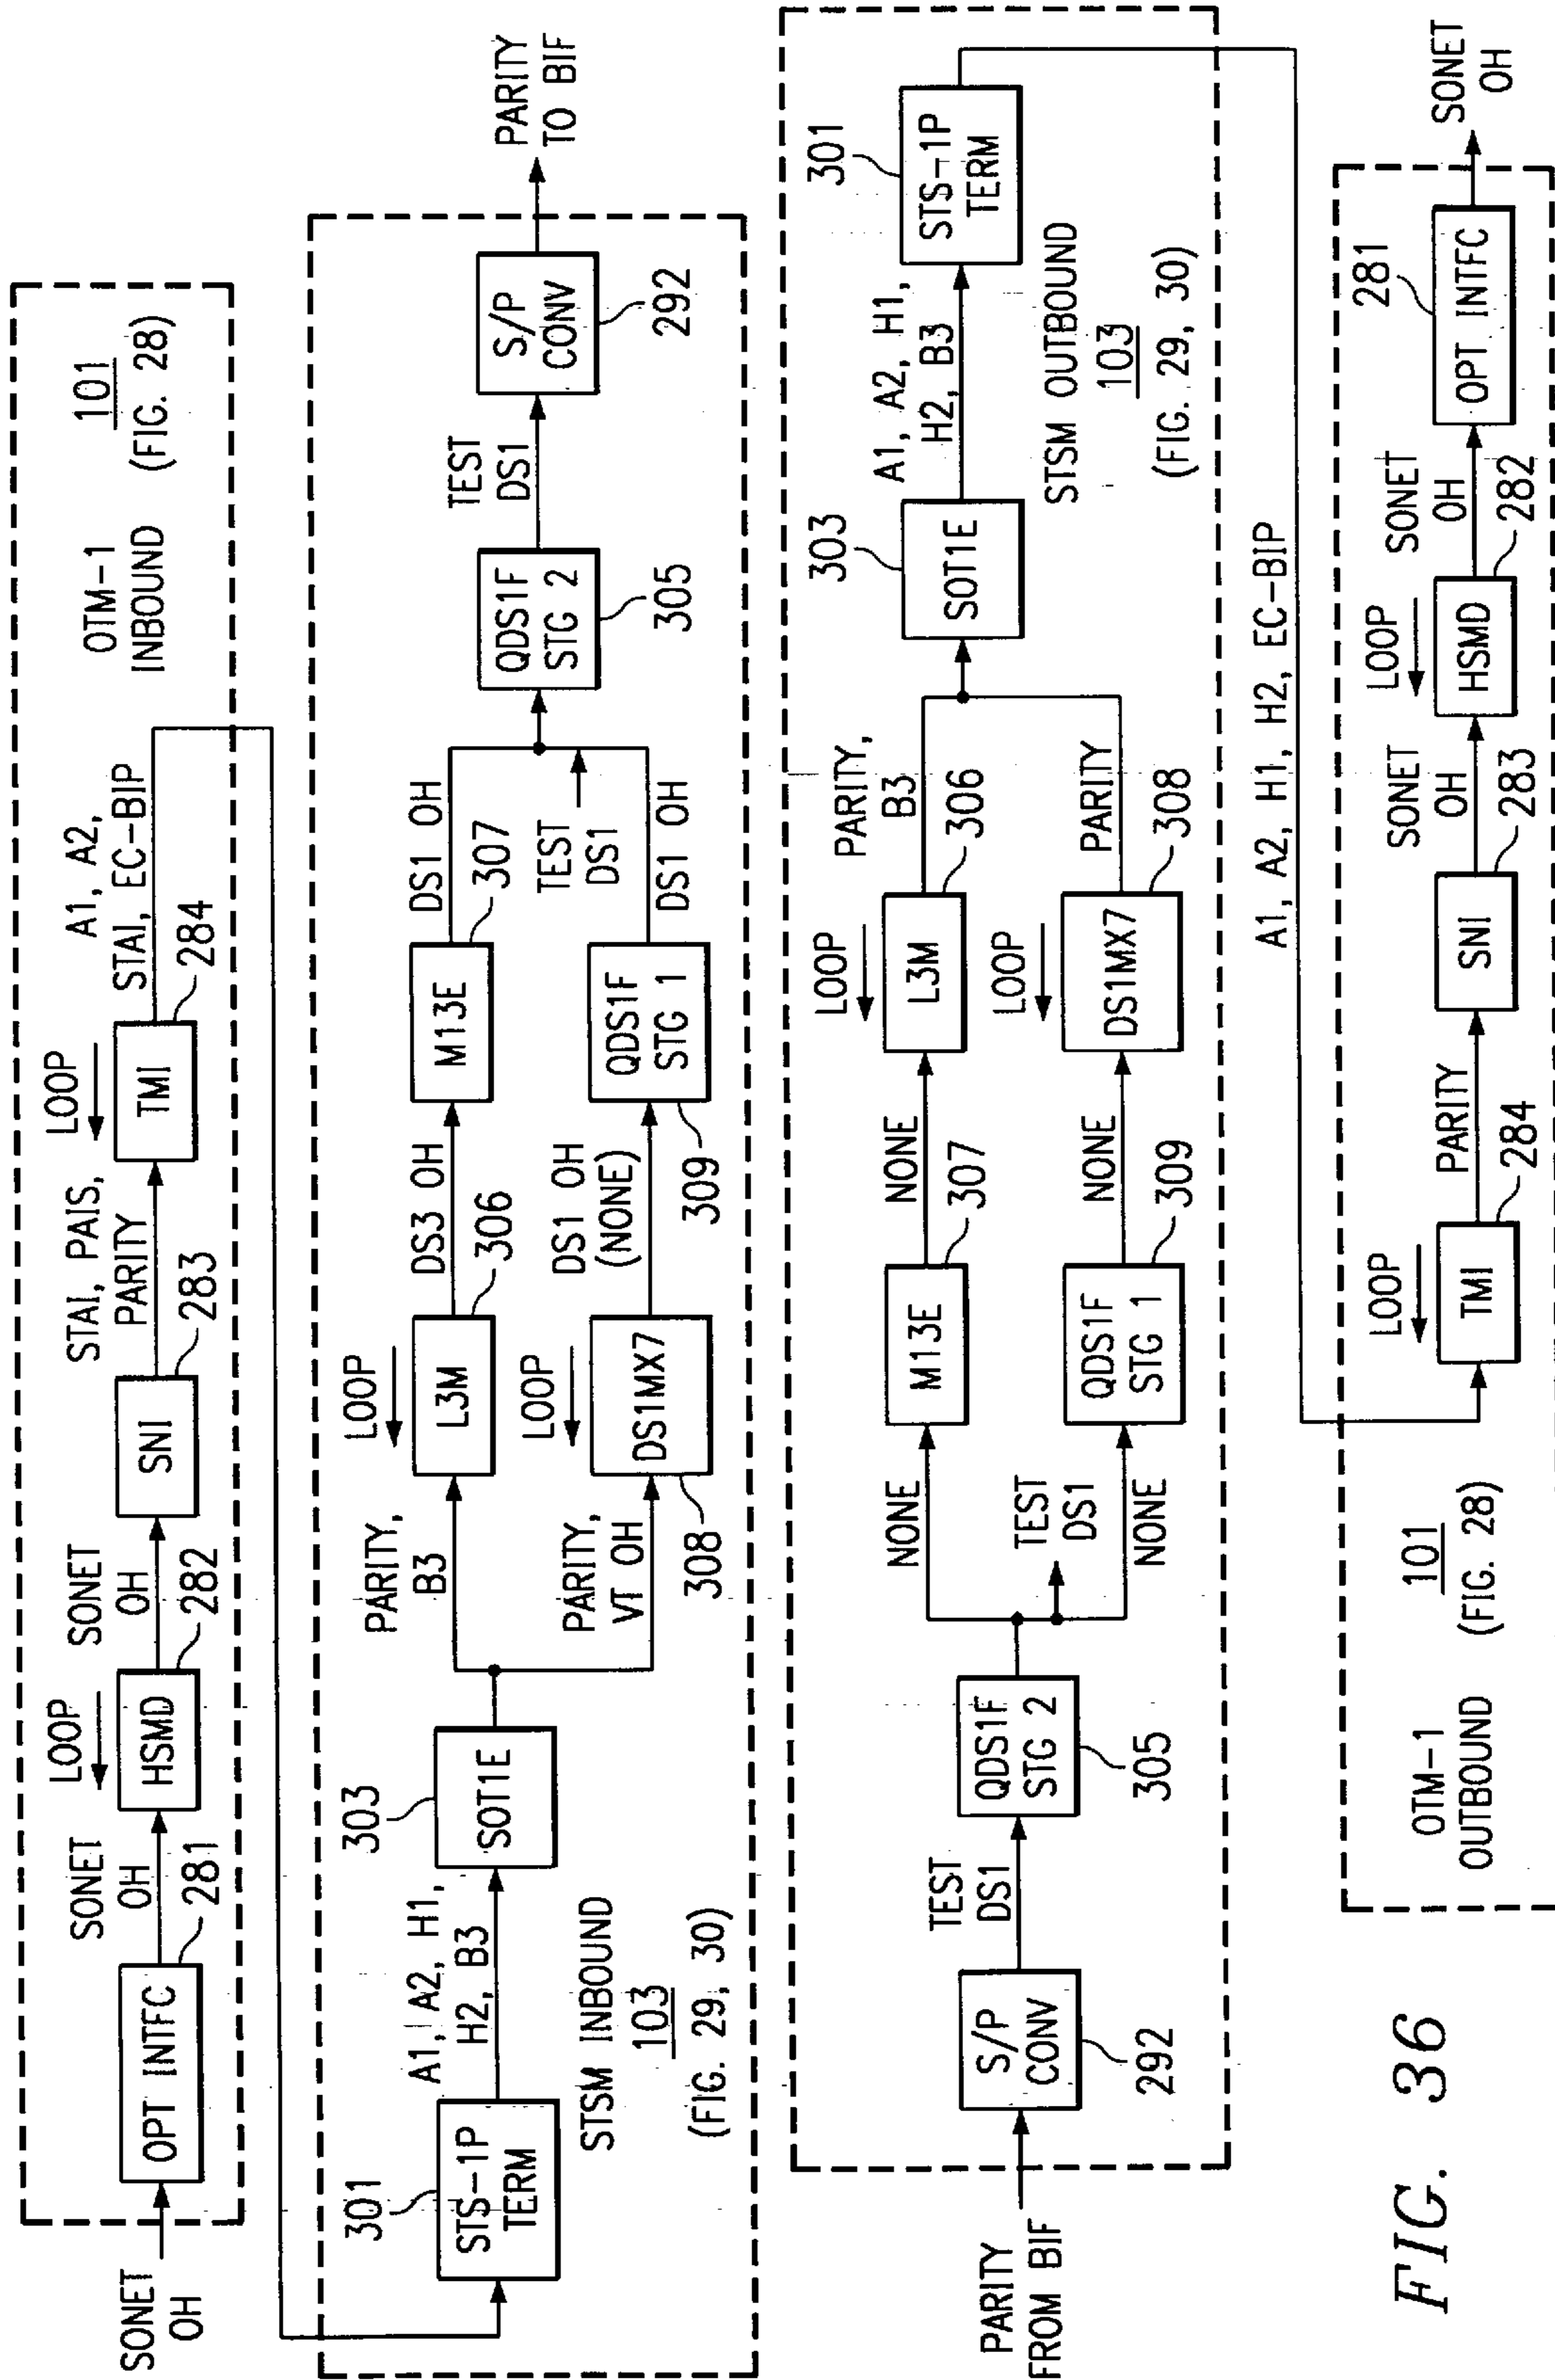 SONET
OH
OPT INTFC
281
SONET
OH
LOOP
HSMD
282
SONET
OH
SNI
283
STAI, PAIS,
PARITY
LOOP
TMI
284
A1, A2,
STAI, EC-BIP
OTM-1
INBOUND
101
(FIG. 28)
301
STS-1P
TERM
A1, A2, H1,
H2, B3
303
SOT1E
STSM INBOUND
103
(FIG. 29, 30)
PARITY,
B3
LOOP
L3M
306
DS3 OH
M13E
307
DS1 OH
PARITY,
VT OH
LOOP
DS1MX7
308
DS1 OH
(NONE)
QDS1F
STG 1
309
DS1 OH
TEST
DS1
QDS1F
STG 2
305
TEST
DS1
S/P
CONV
292
PARITY
TO BIF
PARITY
FROM BIF
S/P
CONV
292
TEST
DS1
QDS1F
STG 2
305
NONE
M13E
307
NONE
LOOP
L3M
306
PARITY,
B3
TEST
DS1
NONE
QDS1F
STG 1
309
NONE
LOOP
DS1MX7
308
PARITY
303
SOT1E
A1, A2, H1,
H2, B3
301
STS-1P
TERM
STSM OUTBOUND
103
(FIG. 29, 30)
A1, A2, H1, H2, EC-BIP
OTM-1
OUTBOUND
101
(FIG. 28)
LOOP
TMI
284
PARITY
SNI
283
SONET
OH
LOOP
HSMD
282
SONET
OH
281
OPT INTFC
SONET
OH
FIG. 36